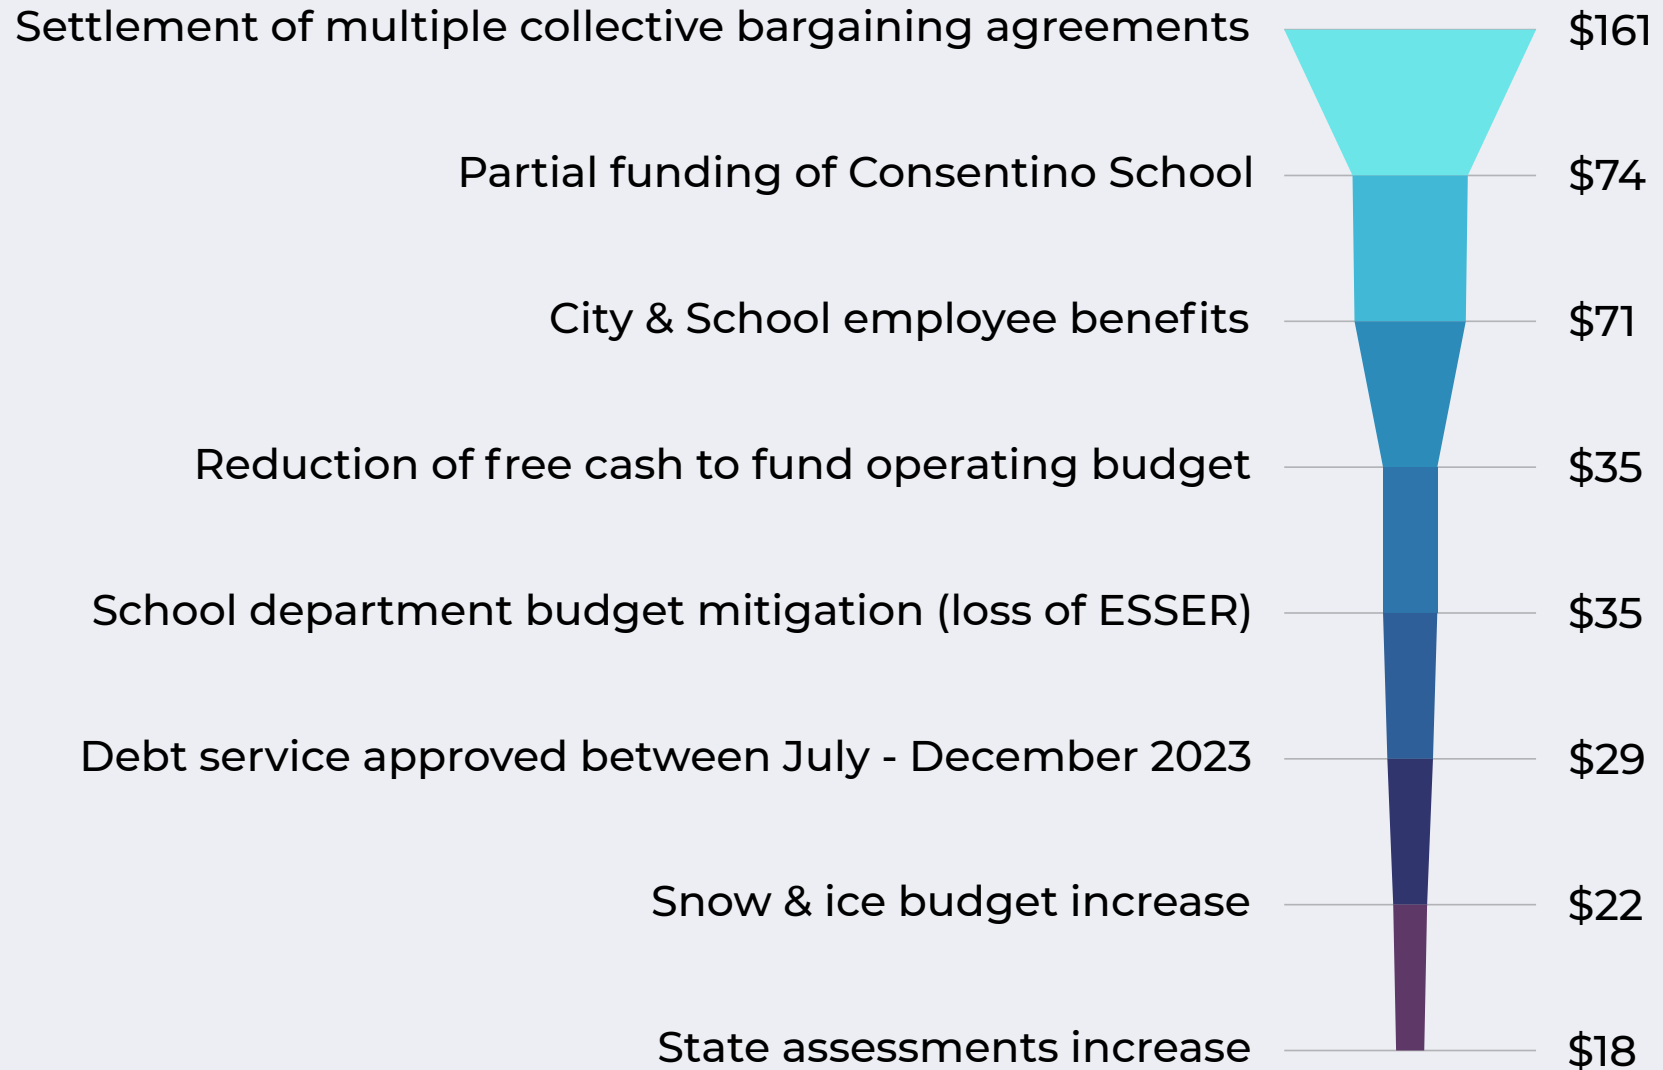 Settlement of multiple collective bargaining agreements $161
Partial funding of Consentino School $74
City & School employee benefits $71
Reduction of free cash to fund operating budget $35
School department budget mitigation (loss of ESSER) $35
Debt service approved between July - December 2023 $29
Snow & ice budget increase $22
State assessments increase $18